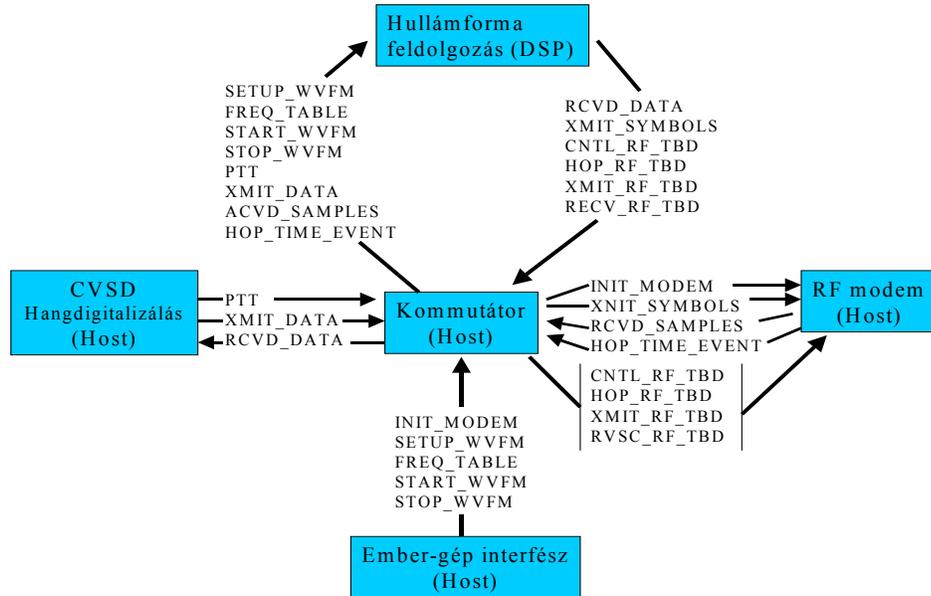 Hullámforma
feldolgozás (DSP)
SETUP_WVFM
FREQ_TABLE
START_WVFM
STOP_WVFM
PTT
XMIT_DATA
ACVD_SAMPLES
HOP_TIME_EVENT
RCVD_DATA
XMIT_SYMBOLS
CNTL_RF_TBD
HOP_RF_TBD
XMIT_RF_TBD
RECV_RF_TBD
CVSD
Hangdigitalizálás
(Host)
PTT
XMIT_DATA
RCVD_DATA
Kommutátor
(Host)
INIT_MODEM
XNIT_SYMBOLS
RCVD_SAMPLES
HOP_TIME_EVENT
RF modem
(Host)
CNTL_RF_TBD
HOP_RF_TBD
XMIT_RF_TBD
RVSC_RF_TBD
INIT_MODEM
SETUP_WVFM
FREQ_TABLE
START_WVFM
STOP_WVFM
Ember-gép interfész
(Host)